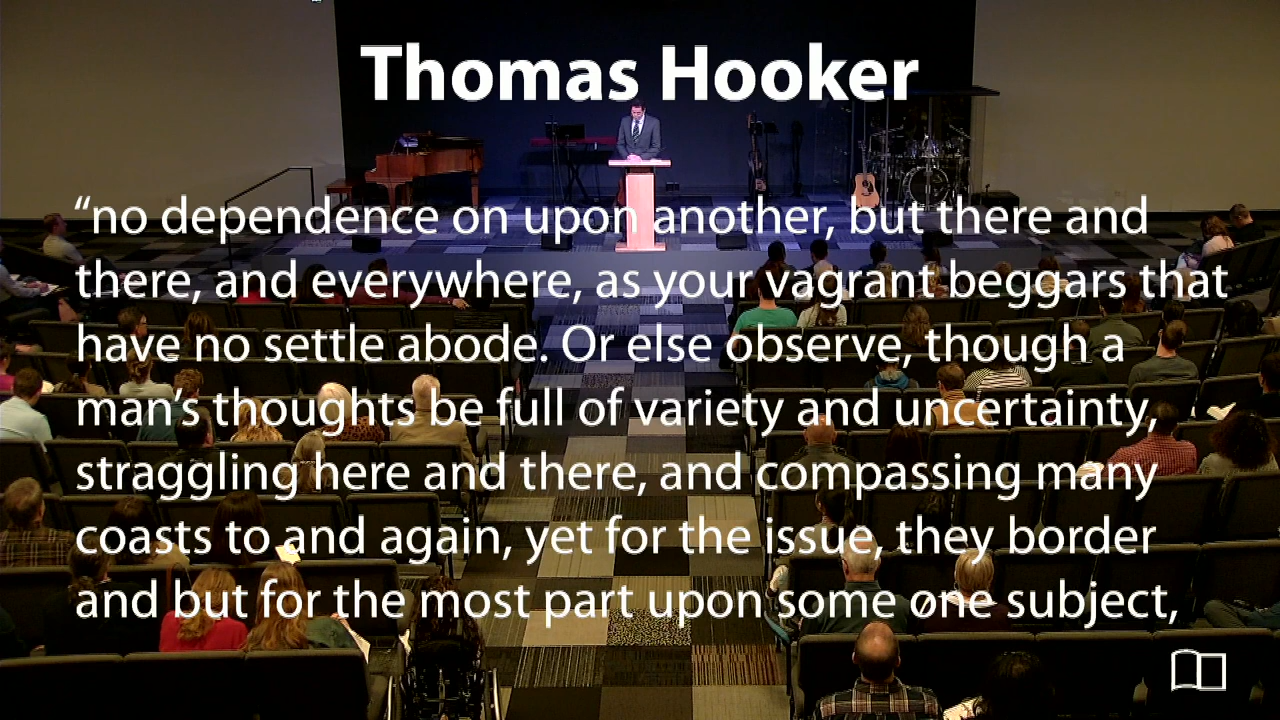 Thomas Hooker
“no dependence on upon another, but there and
there, and everywhere, as your vagrant beggars that
have no settle abode. Or else observe, though a
man’s thoughts be full of variety and uncertainty,
straggling here and there, and compassing many
coasts to and again, yet for the issue, they border
and but for the most part upon some one subject,